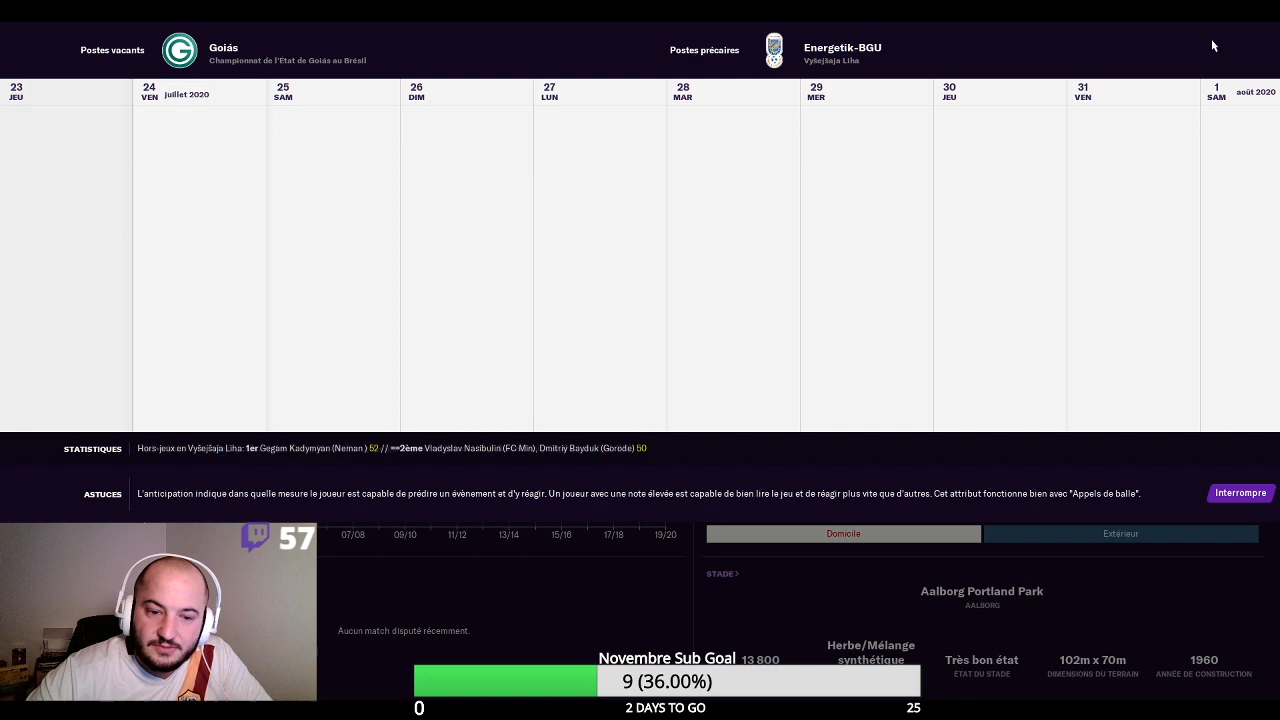 Postes vacants
Goiás
Championnat de l'Etat de Goiás au Brésil
Postes précaires
Energetik-BGU
Vyšejšaja Liha
23 JEU
24 VEN juillet 2020
25 SAM
26 DIM
27 LUN
28 MAR
29 MER
30 JEU
31 VEN
1 SAM août 2020
STATISTIQUES
Hors-jeux en Vyšejšaja Liha: 1er Gegam Kadymyan (Neman ) 52 // ==2ème Vladyslav Nasibulin (FC Min), Dmitriy Bayduk (Gorode) 50
ASTUCES
L'anticipation indique dans quelle mesure le joueur est capable de prédire un évènement et d'y réagir. Un joueur avec une note élevée est capable de bien lire le jeu et de réagir plus vite que d'autres. Cet attribut fonctionne bien avec "Appels de balle".
Interrompre
57
07/08 09/10 11/12 13/14 15/16 17/18 19/20
Domicile
Extérieur
STADE >
Aalborg Portland Park
AALBORG
Aucun match disputé récemment.
13 800
Herbe/Mélange
synthétique
Très bon état
ÉTAT DU STADE
102m x 70m
DIMENSIONS DU TERRAIN
1960
ANNÉE DE CONSTRUCTION
Novembre Sub Goal
9 (36.00%)
0
2 DAYS TO GO
25